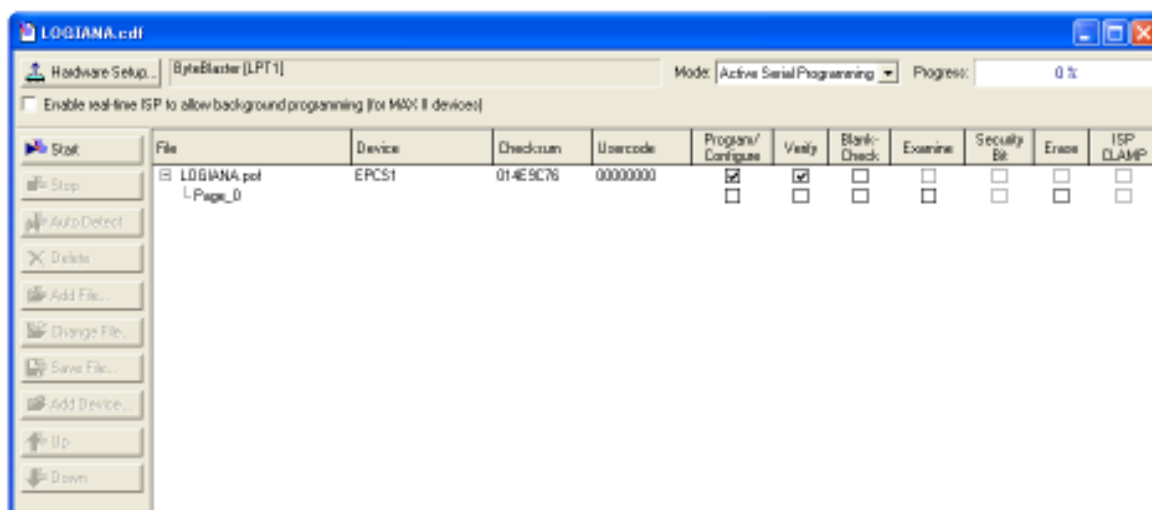 LOGIANA.cdf
Hardware Setup... ByteBlaster [LPT1] Mode: Active Serial Programming Progress: 0 %
Enable real-time ISP to allow background programming (for MAX II devices)
Start File Device Checksum Usercode Program/ Configure Verify Blank- Check Examine Security Bit Erase ISP CLAMP
LOGIANA.pof EPCS1 014E9C76 00000000
Stop
Page_0
Auto Detect
Delete
Add File...
Change File...
Save File...
Add Device...
Up
Down